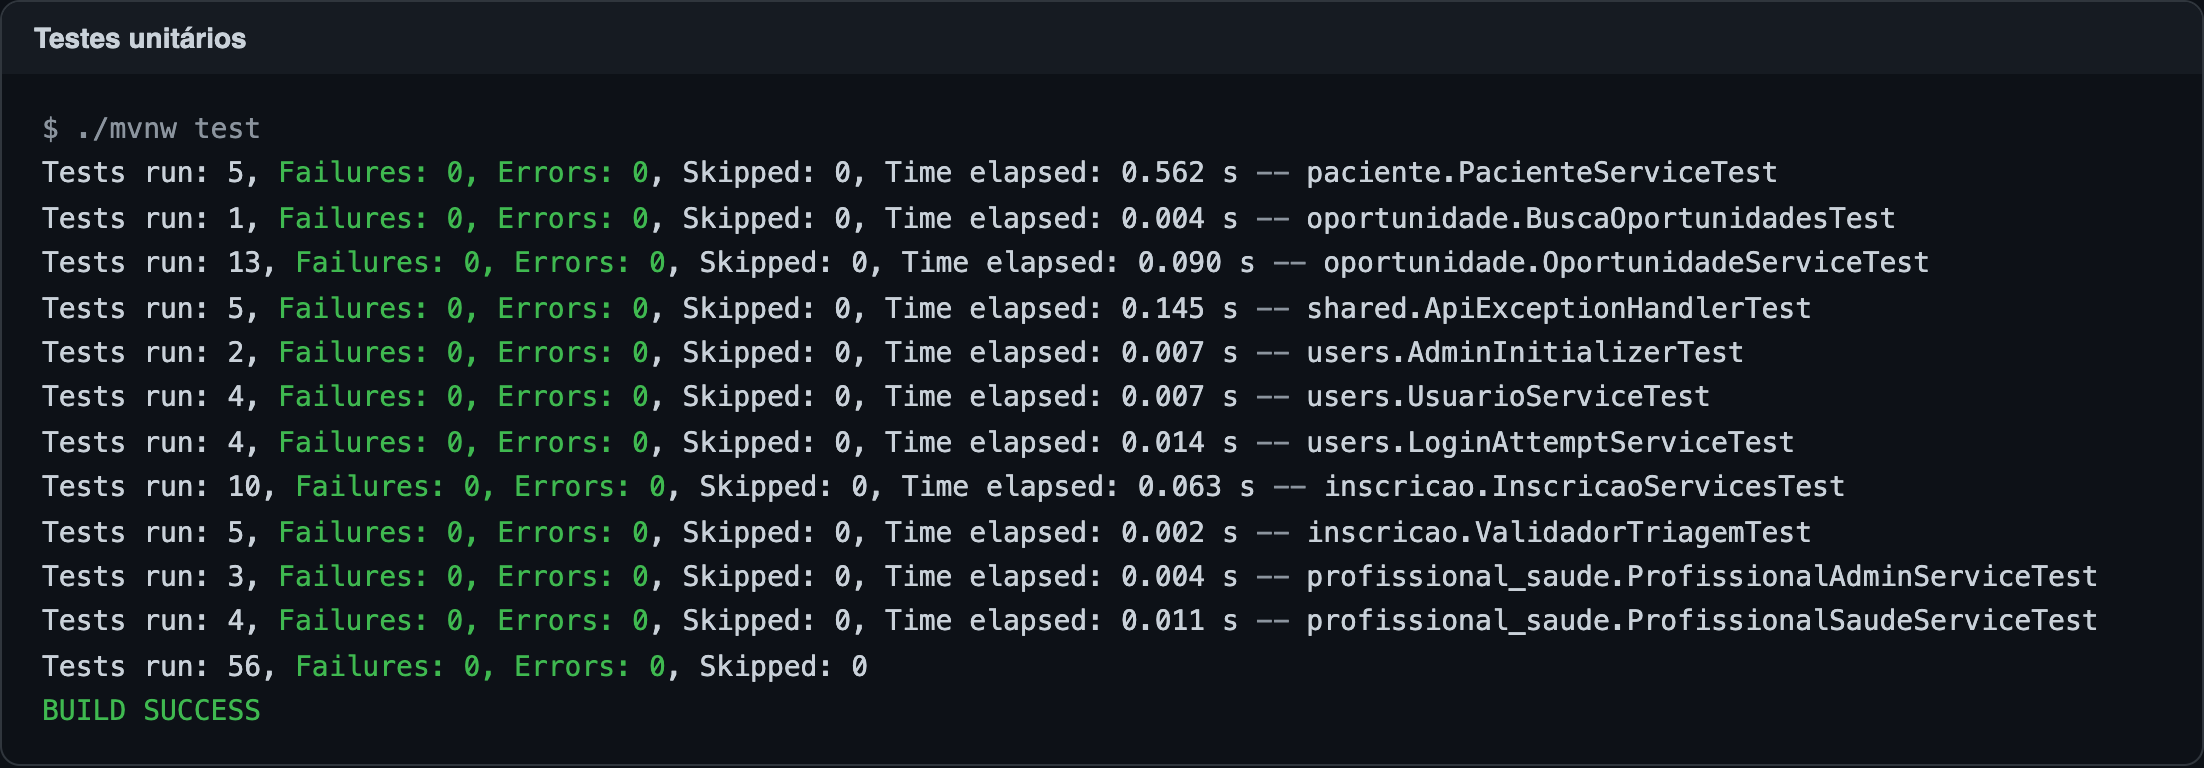 Testes unitários
$ ./mvnw test
Tests run: 5, Failures: 0, Errors: 0, Skipped: 0, Time elapsed: 0.562 s -- paciente.PacienteServiceTest
Tests run: 1, Failures: 0, Errors: 0, Skipped: 0, Time elapsed: 0.004 s -- oportunidade.BuscaOportunidadesTest
Tests run: 13, Failures: 0, Errors: 0, Skipped: 0, Time elapsed: 0.090 s -- oportunidade.OportunidadeServiceTest
Tests run: 5, Failures: 0, Errors: 0, Skipped: 0, Time elapsed: 0.145 s -- shared.ApiExceptionHandlerTest
Tests run: 2, Failures: 0, Errors: 0, Skipped: 0, Time elapsed: 0.007 s -- users.AdminInitializerTest
Tests run: 4, Failures: 0, Errors: 0, Skipped: 0, Time elapsed: 0.007 s -- users.UsuarioServiceTest
Tests run: 4, Failures: 0, Errors: 0, Skipped: 0, Time elapsed: 0.014 s -- users.LoginAttemptServiceTest
Tests run: 10, Failures: 0, Errors: 0, Skipped: 0, Time elapsed: 0.063 s -- inscricao.InscricaoServicesTest
Tests run: 5, Failures: 0, Errors: 0, Skipped: 0, Time elapsed: 0.002 s -- inscricao.ValidadorTriagemTest
Tests run: 3, Failures: 0, Errors: 0, Skipped: 0, Time elapsed: 0.004 s -- profissional_saude.ProfissionalAdminServiceTest
Tests run: 4, Failures: 0, Errors: 0, Skipped: 0, Time elapsed: 0.011 s -- profissional_saude.ProfissionalSaudeServiceTest
Tests run: 56, Failures: 0, Errors: 0, Skipped: 0
BUILD SUCCESS